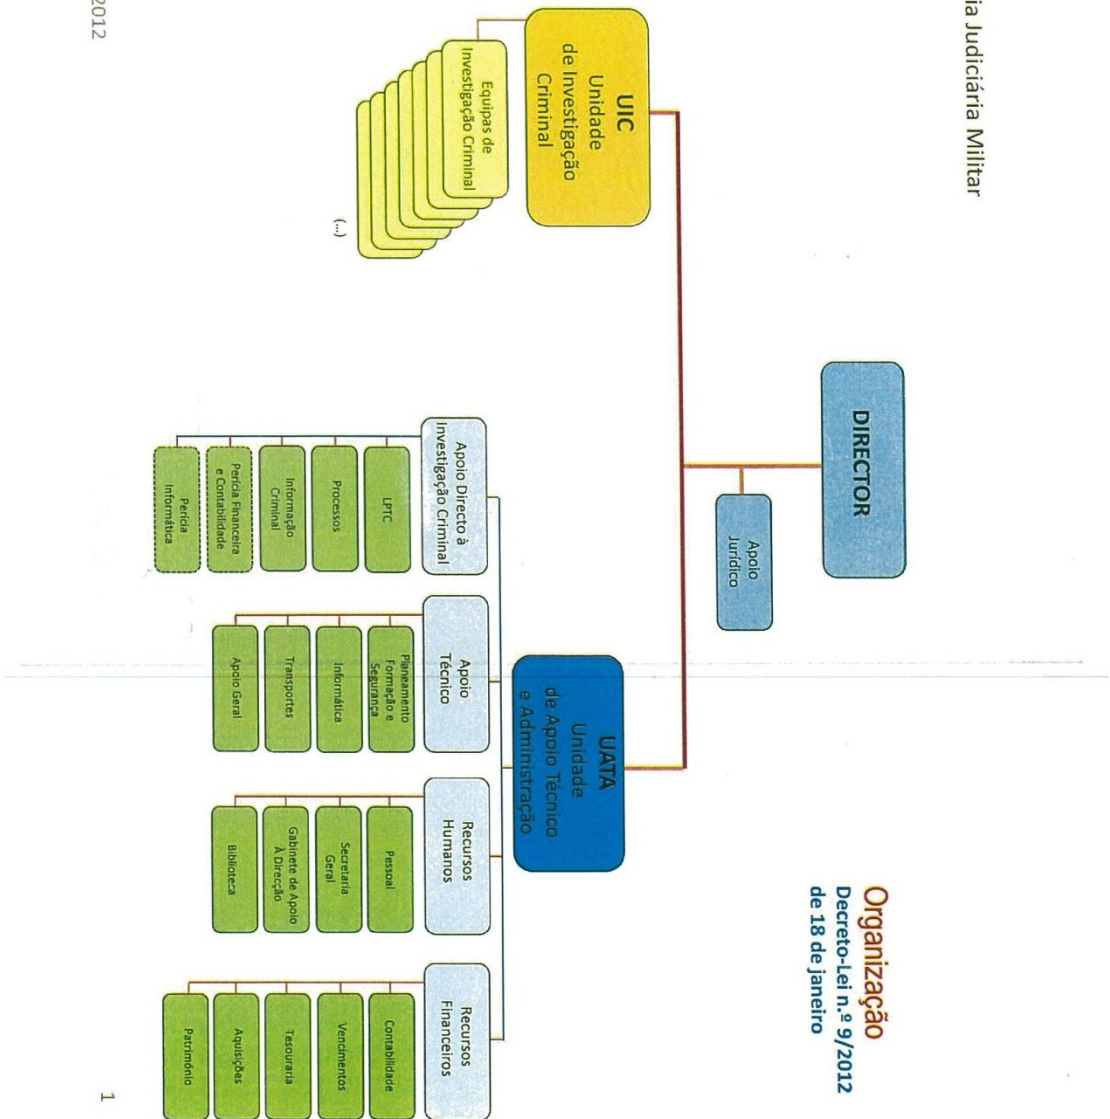 ia Judiciária Militar
Organização
Decreto-Lei n.º 9/2012
de 18 de janeiro
DIRECTOR
Apoio
Jurídico
UIC
Unidade
de Investigação
Criminal
Equipas de
Investigação Criminal
(...)
UATA
Unidade
de Apoio Técnico
e Administração
Apoio Directo à
Investigação Criminal
LPTC
Processos
Informação
Criminal
Perícia Financeira
e Contabilidade
Perícia
Informática
Apoio
Técnico
Planeamento
Formação e
Segurança
Informática
Transportes
Apoio Geral
Recursos
Humanos
Pessoal
Secretaria
Geral
Gabinete de Apoio
À Direcção
Biblioteca
Recursos
Financeiros
Contabilidade
Vencimentos
Tesouraria
Aquisições
Património
2012
1